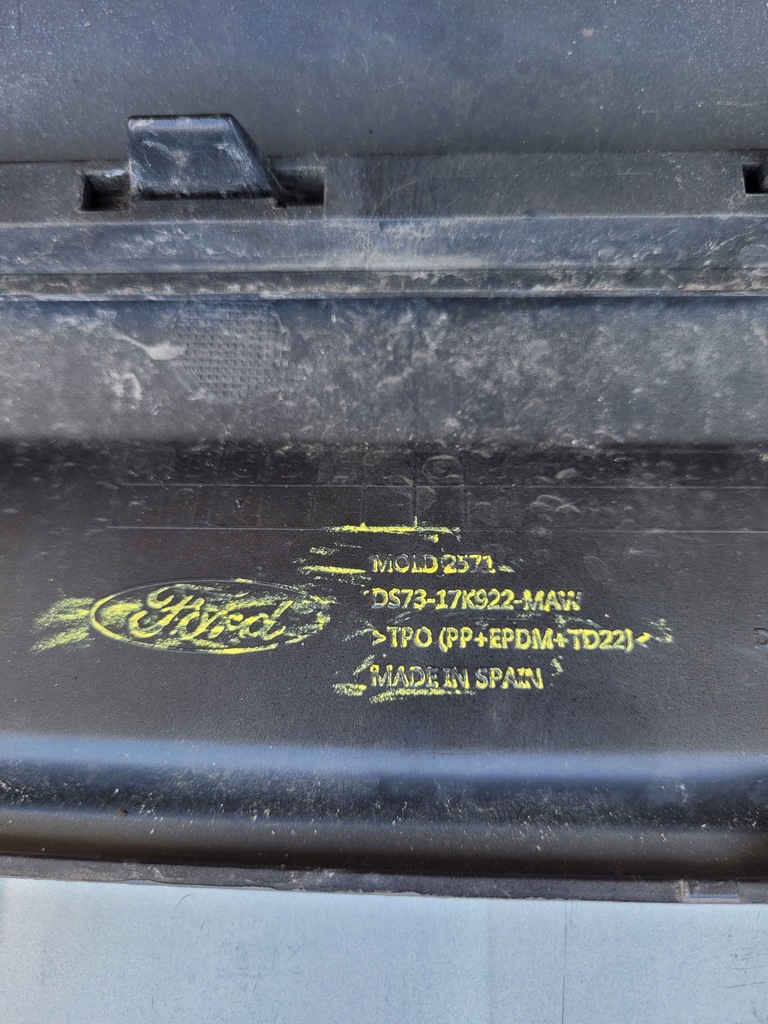 MOLD 2571
Ford
DS73-17K922-MAW
>TPO (PP+EPDM+TD22)<
MADE IN SPAIN